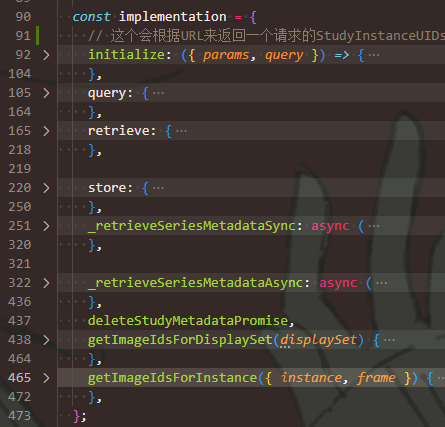 90 const implementation = {
91 // 这个会根据URL来返回一个请求的StudyInstanceUIDs
92 initialize: ({ params, query }) => { ···
104 },
105 query: { ···
164 },
165 retrieve: { ···
218 },
219
220 store: { ···
250 },
251 _retrieveSeriesMetadataSync: async ( ···
320 },
321
322 _retrieveSeriesMetadataAsync: async ( ···
436 },
437 deleteStudyMetadataPromise,
438 getImageIdsForDisplaySet(displaySet) { ···
464 },
465 getImageIdsForInstance({ instance, frame }) { ···
472 },
473 };